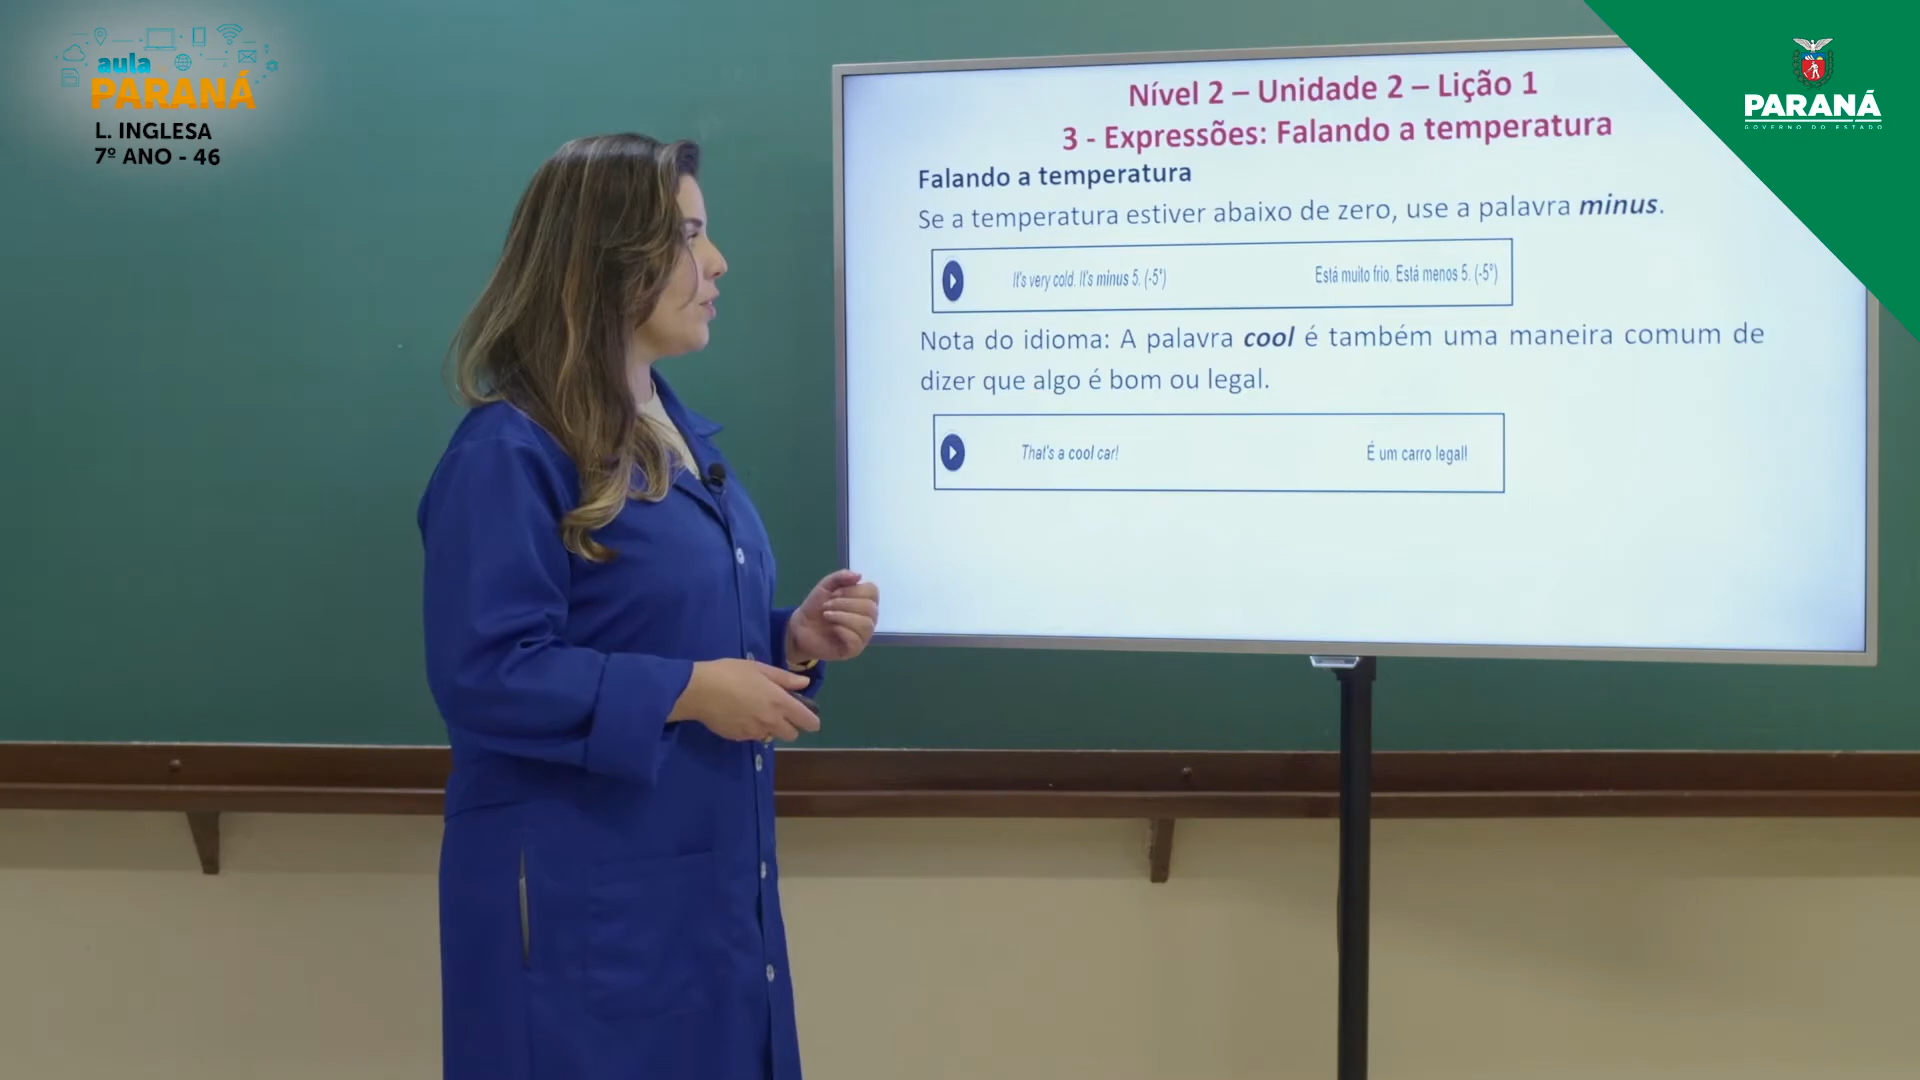 aula
PARANÁ
L. INGLESA
7º ANO - 46
PARANÁ
GOVERNO DO ESTADO
Nível 2 – Unidade 2 – Lição 1
3 - Expressões: Falando a temperatura
Falando a temperatura
Se a temperatura estiver abaixo de zero, use a palavra minus.
It's very cold. It's minus 5. (-5°) Está muito frio. Está menos 5. (-5°)
Nota do idioma: A palavra cool é também uma maneira comum de
dizer que algo é bom ou legal.
That's a cool car! É um carro legal!